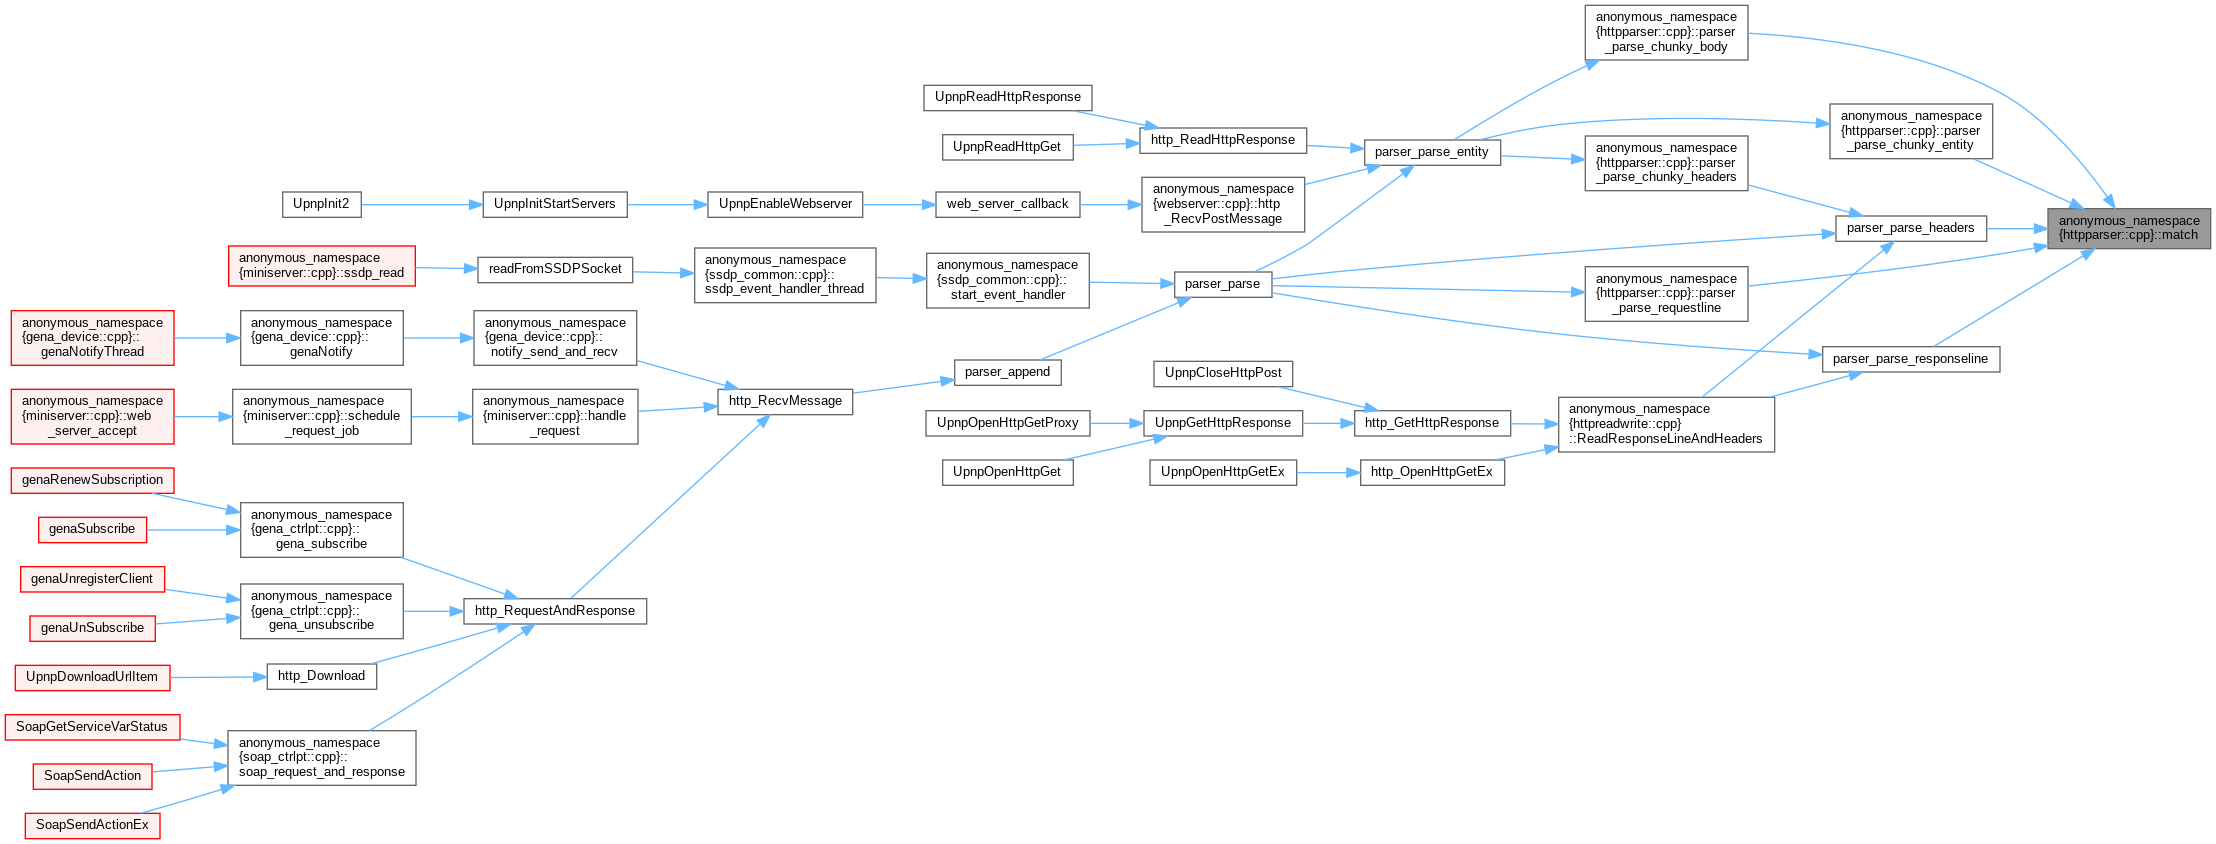 anonymous_namespace
{httpparser::cpp}::parser
_parse_chunky_body
UpnpReadHttpResponse
anonymous_namespace
{httpparser::cpp}::parser
_parse_chunky_entity
http_ReadHttpResponse
UpnpReadHttpGet
parser_parse_entity
anonymous_namespace
{httpparser::cpp}::parser
_parse_chunky_headers
UpnpInit2
UpnpInitStartServers
UpnpEnableWebserver
web_server_callback
anonymous_namespace
{webserver::cpp}::http
_RecvPostMessage
anonymous_namespace
{httpparser::cpp}::match
parser_parse_headers
anonymous_namespace
{miniserver::cpp}::ssdp_read
readFromSSDPSocket
anonymous_namespace
{ssdp_common::cpp}::
ssdp_event_handler_thread
anonymous_namespace
{ssdp_common::cpp}::
start_event_handler
parser_parse
anonymous_namespace
{httpparser::cpp}::parser
_parse_requestline
anonymous_namespace
{gena_device::cpp}::
genaNotifyThread
anonymous_namespace
{gena_device::cpp}::
genaNotify
anonymous_namespace
{gena_device::cpp}::
notify_send_and_recv
parser_append
UpnpCloseHttpPost
parser_parse_responseline
anonymous_namespace
{miniserver::cpp}::web
_server_accept
anonymous_namespace
{miniserver::cpp}::schedule
_request_job
anonymous_namespace
{miniserver::cpp}::handle
_request
http_RecvMessage
UpnpOpenHttpGetProxy
UpnpGetHttpResponse
http_GetHttpResponse
anonymous_namespace
{httpreadwrite::cpp}
::ReadResponseLineAndHeaders
UpnpOpenHttpGet
UpnpOpenHttpGetEx
http_OpenHttpGetEx
genaRenewSubscription
genaSubscribe
anonymous_namespace
{gena_ctrlpt::cpp}::
gena_subscribe
genaUnregisterClient
genaUnSubscribe
anonymous_namespace
{gena_ctrlpt::cpp}::
gena_unsubscribe
http_RequestAndResponse
UpnpDownloadUrlItem
http_Download
SoapGetServiceVarStatus
SoapSendAction
SoapSendActionEx
anonymous_namespace
{soap_ctrlpt::cpp}::
soap_request_and_response